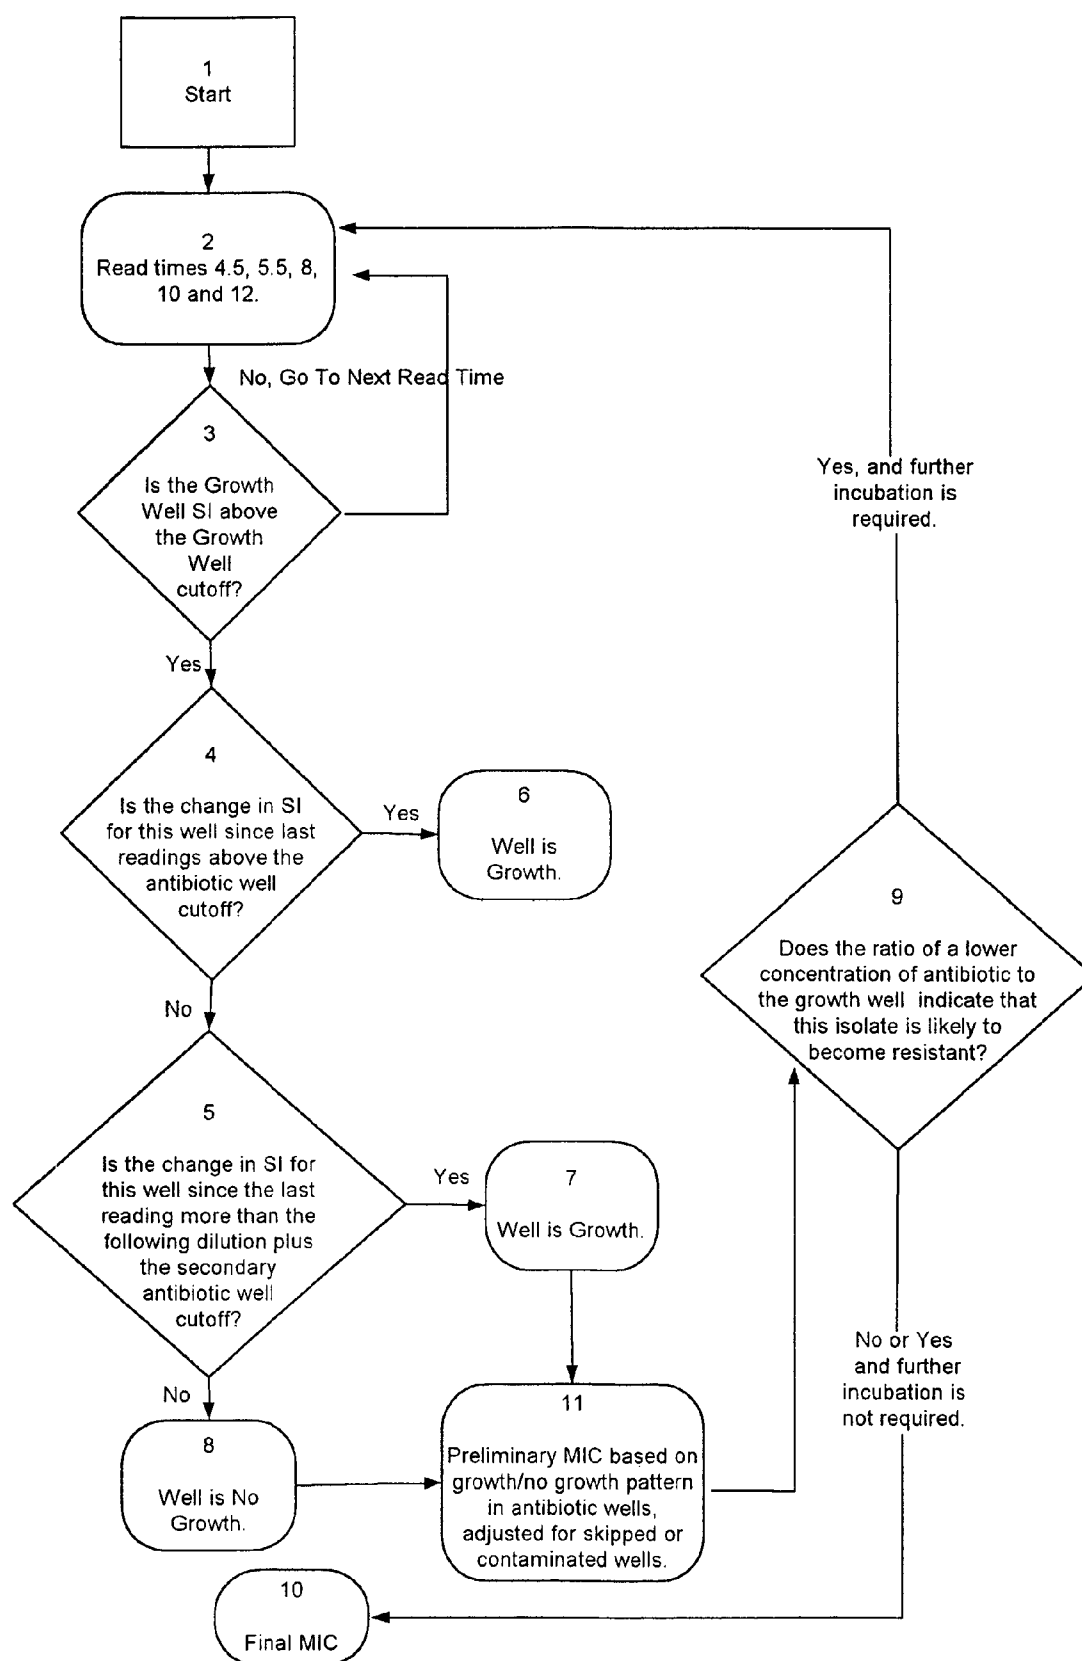 1
Start
2
Read times 4.5, 5.5, 8,
10 and 12.
No, Go To Next Read Time
3
Is the Growth
Well SI above
the Growth
Well
cutoff?
Yes, and further
incubation is
required.
Yes
4
Is the change in SI
for this well since last
readings above the
antibiotic well
cutoff?
Yes
6
Well is
Growth.
9
Does the ratio of a lower
concentration of antibiotic to
the growth well indicate that
this isolate is likely to
become resistant?
No
5
Is the change in SI for
this well since the last
reading more than the
following dilution plus
the secondary
antibiotic well
cutoff?
Yes
7
Well is Growth.
No or Yes
and further
incubation is
not required.
No
8
Well is No
Growth.
11
Preliminary MIC based on
growth/no growth pattern
in antibiotic wells,
adjusted for skipped or
contaminated wells.
10
Final MIC